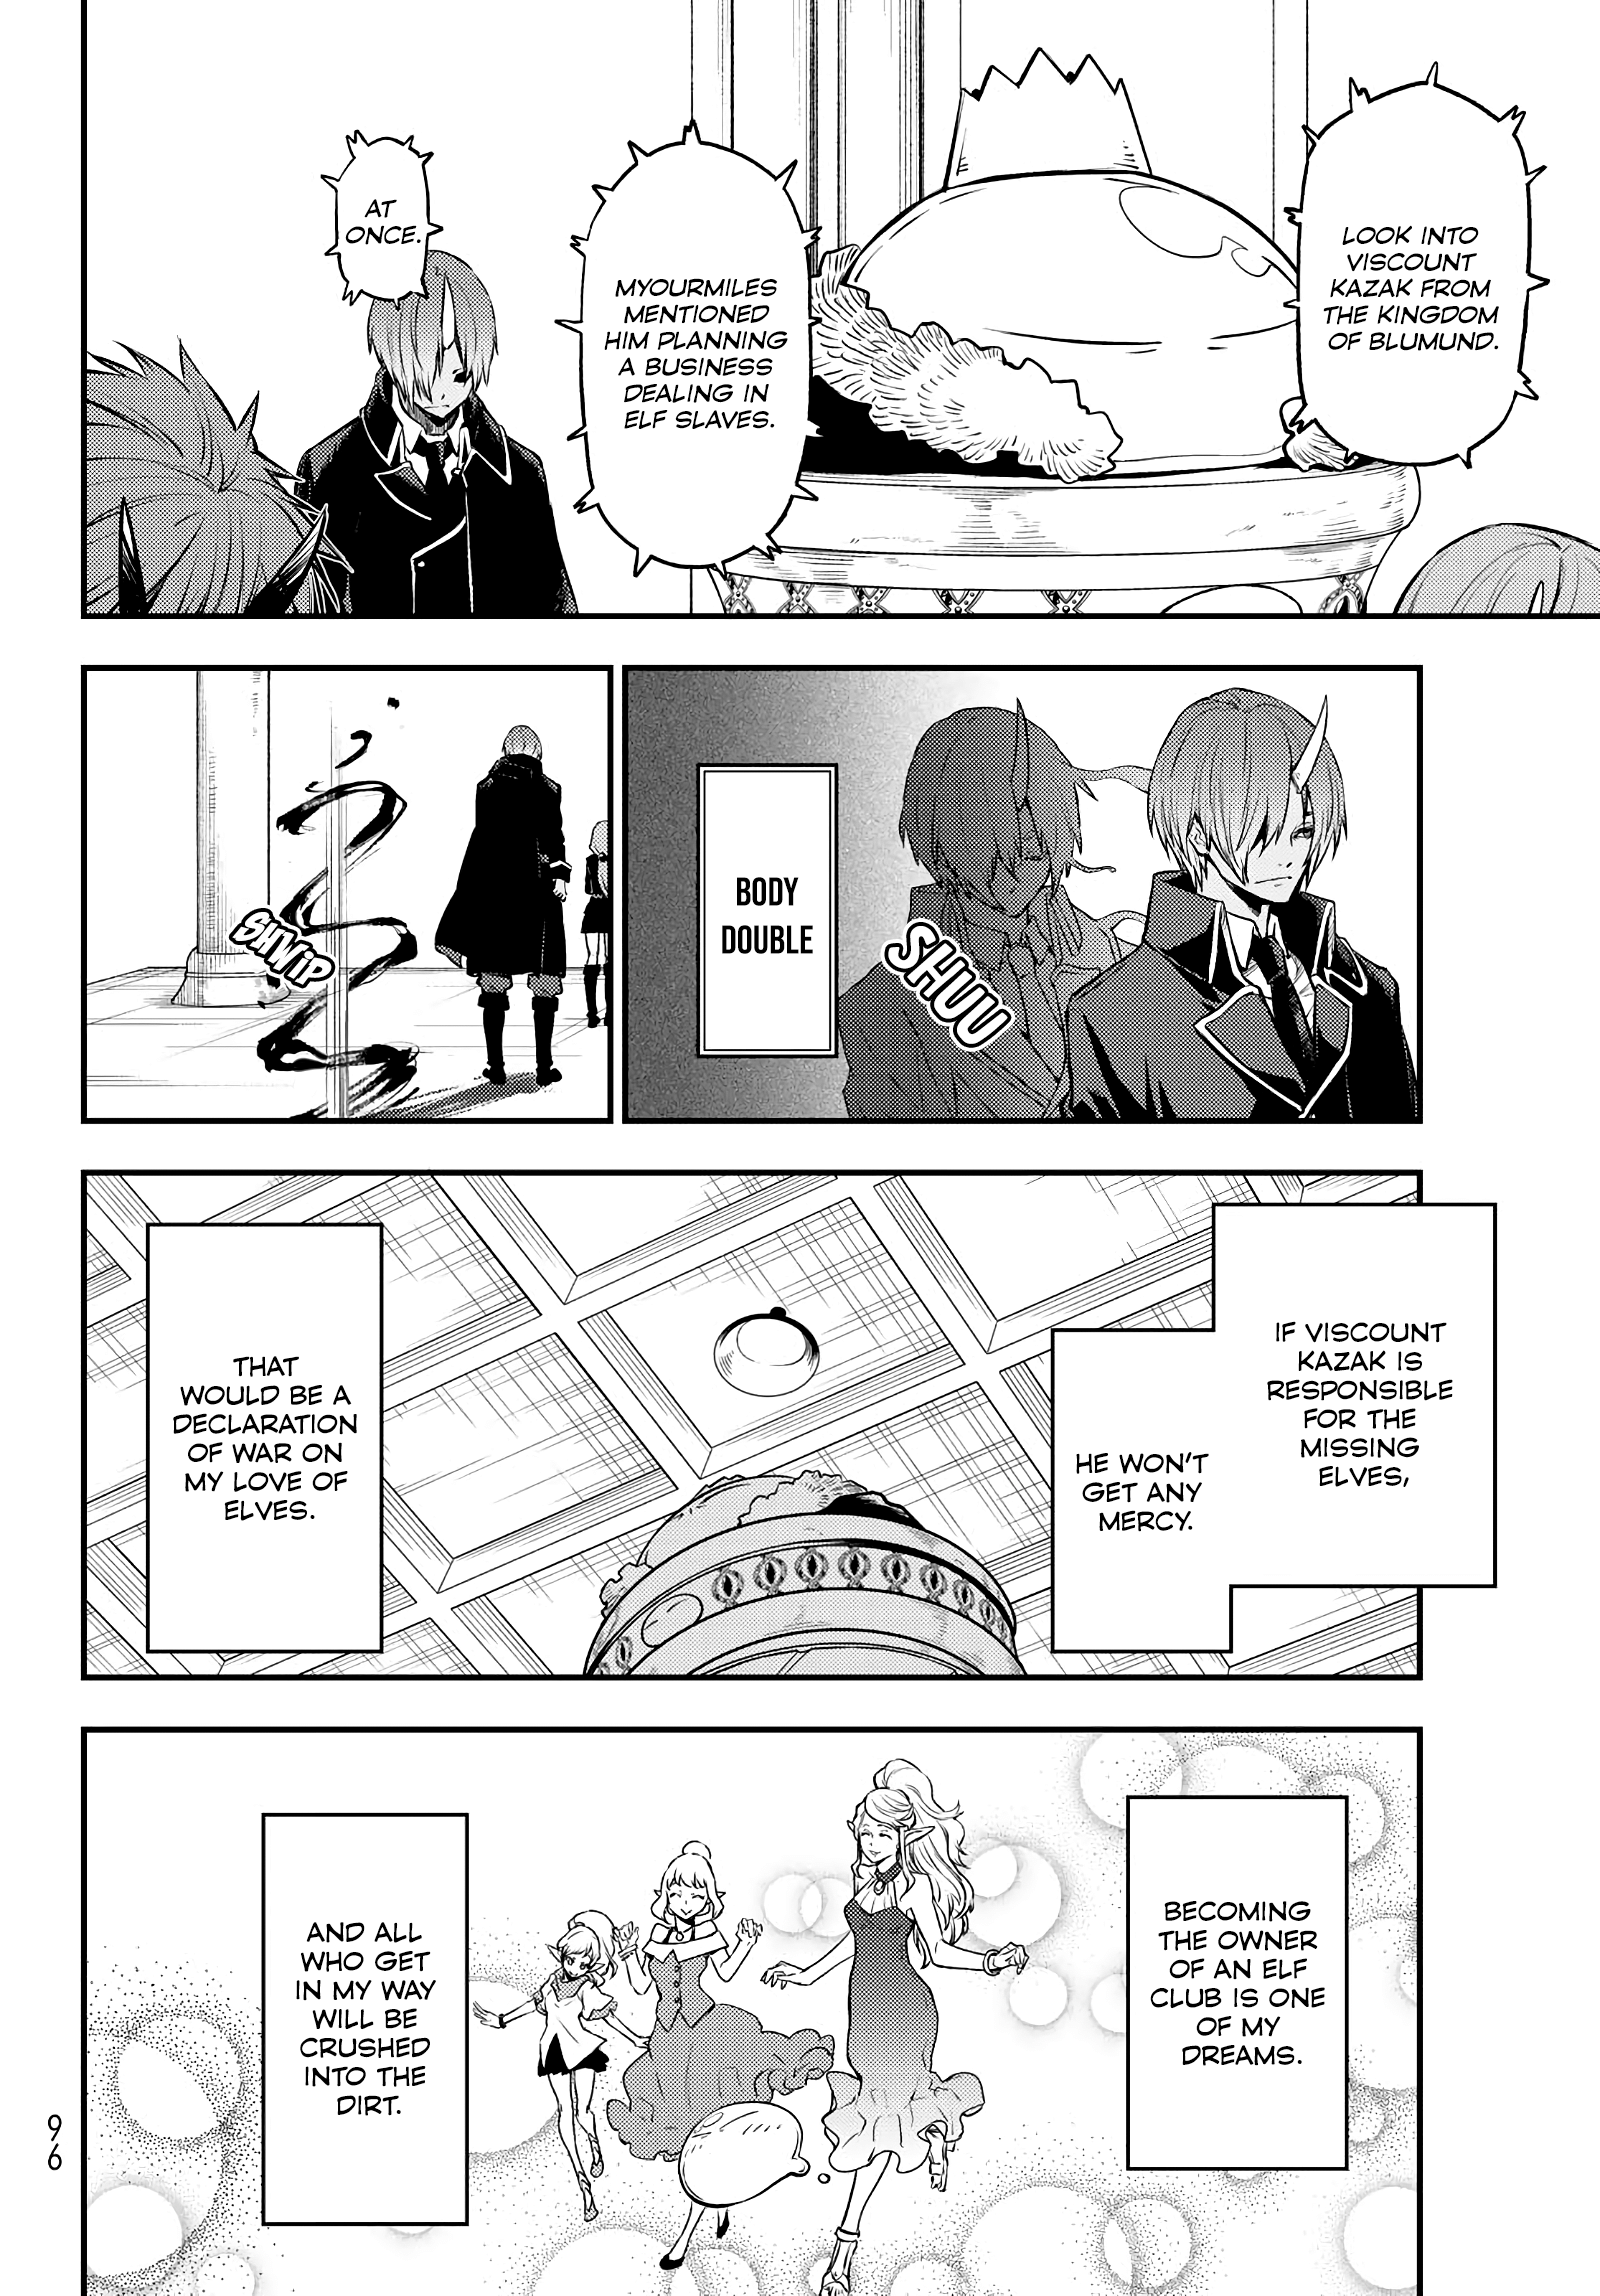 LOOK INTO
VISCOUNT
KAZAK FROM
THE KINGDOM
OF BLUMUND.
MYOURMILES
MENTIONED
HIM PLANNING
A BUSINESS
DEALING IN
ELF SLAVES.
AT
ONCE.
BODY
DOUBLE
SHUU
SHWIP
IF VISCOUNT
KAZAK IS
RESPONSIBLE
FOR THE
MISSING
ELVES,
HE WON'T
GET ANY
MERCY.
THAT
WOULD BE A
DECLARATION
OF WAR ON
MY LOVE OF
ELVES.
BECOMING
THE OWNER
OF AN ELF
CLUB IS ONE
OF MY
DREAMS.
AND ALL
WHO GET
IN MY WAY
WILL BE
CRUSHED
INTO THE
DIRT.
96